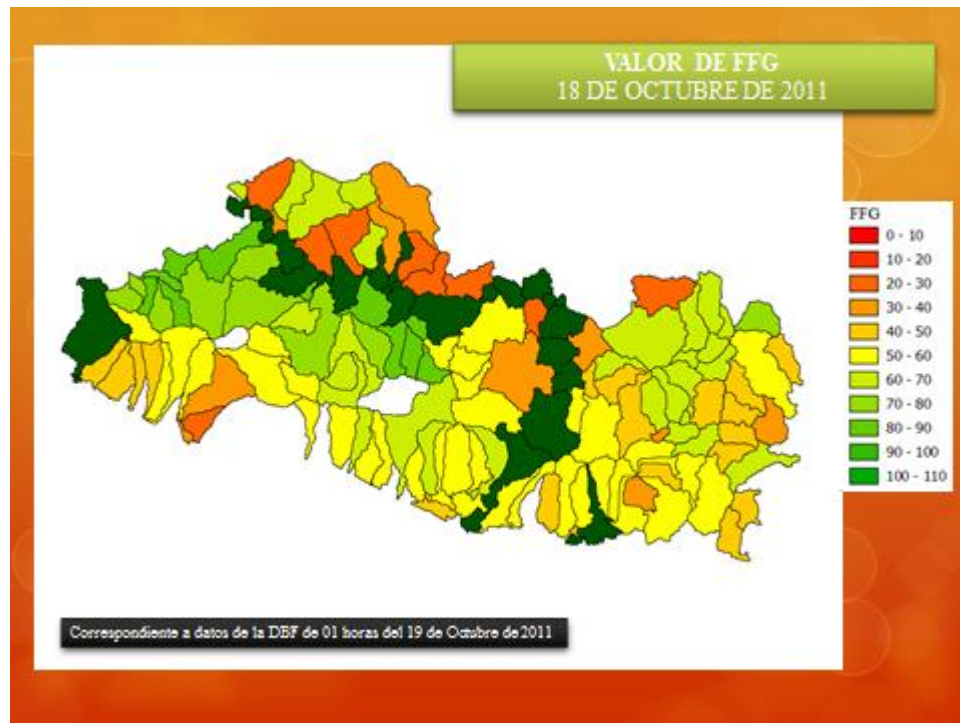 VALOR DE FFG
18 DE OCTUBRE DE 2011
FFG
0 - 10
10 - 20
20 - 30
30 - 40
40 - 50
50 - 60
60 - 70
70 - 80
80 - 90
90 - 100
100 - 110
Correspondiente a datos de la DBF de 01 horas del 19 de Octubre de 2011